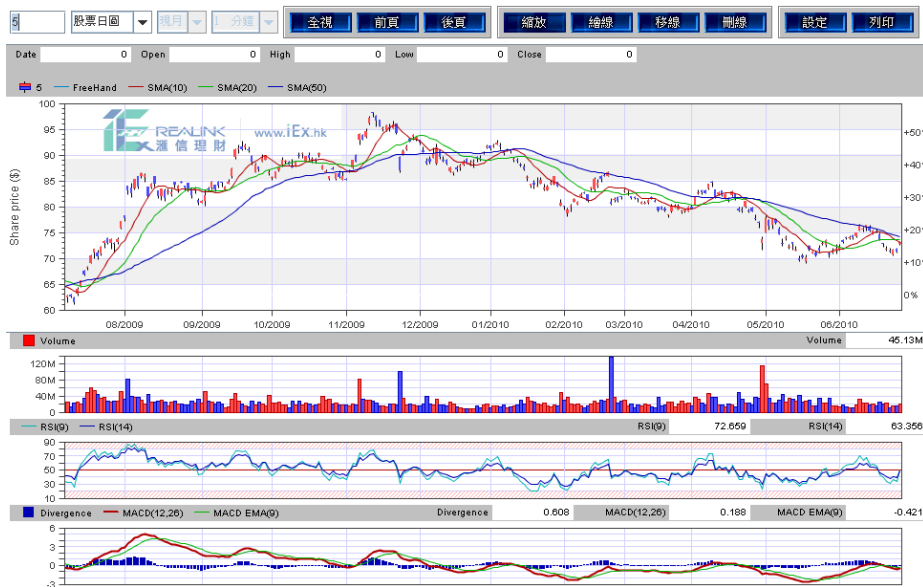 5 股票日圖 現月 1 分鐘 全視 前頁 後頁 縮放 繪線 移線 刪線 設定 列印
Date 0 Open 0 High 0 Low 0 Close 0
5 FreeHand SMA(10) SMA(20) SMA(50)
REALINK 滙信理財 www.iEx.hk
Share price ($)
100
95
90
85
80
75
70
65
60
+50
+40
+30
+20
+10
0%
08/2009 09/2009 10/2009 11/2009 12/2009 01/2010 02/2010 03/2010 04/2010 05/2010 06/2010
Volume Volume 45.13M
120M
80M
40M
0
RSI(9) RSI(14) RSI(9) 72.659 RSI(14) 63.356
90
70
50
30
10
Divergence MACD(12,26) MACD EMA(9) Divergence 0.608 MACD(12,26) 0.188 MACD EMA(9) -0.421
6
3
0
-3